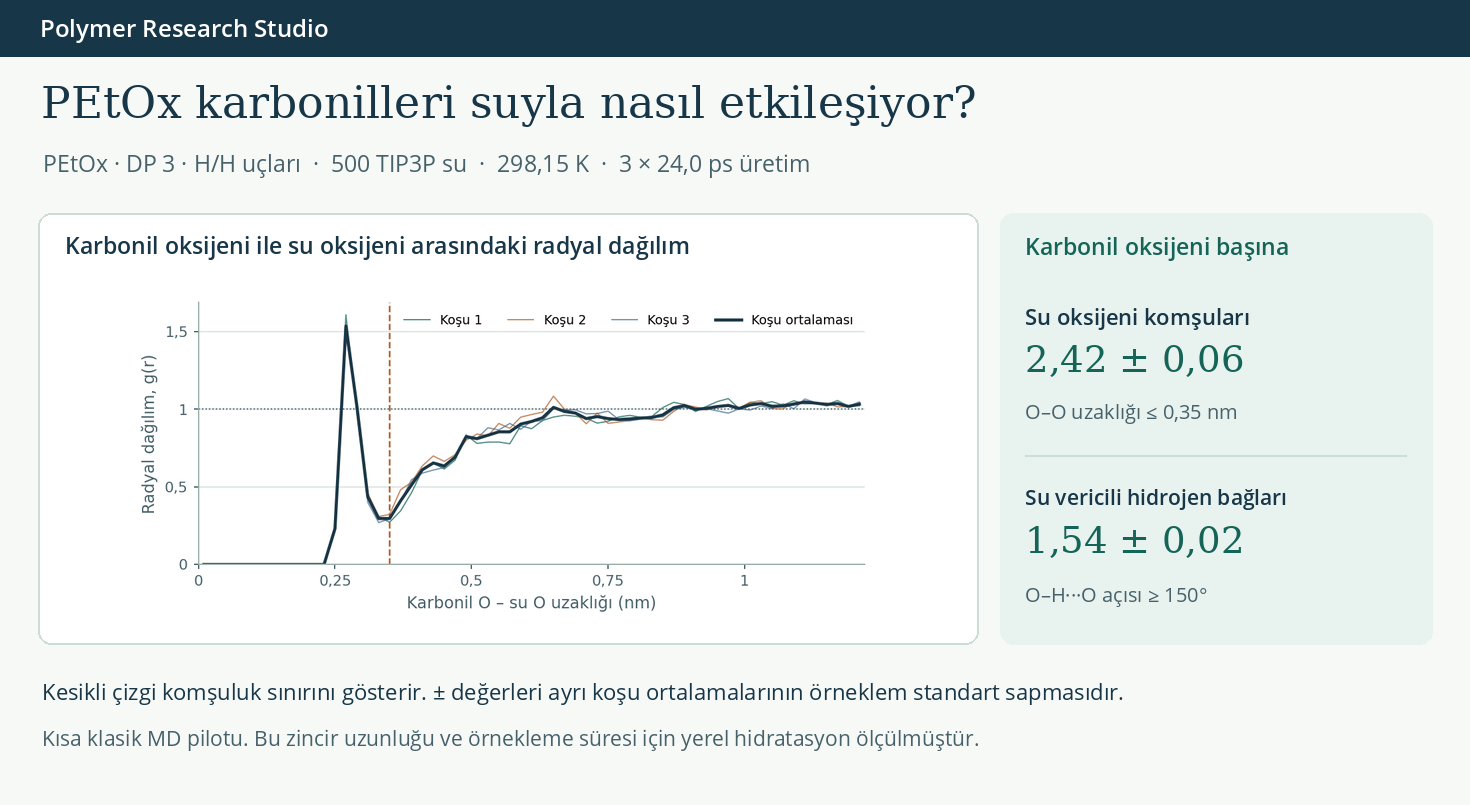 Polymer Research Studio
PEtOx karbonilleri suyla nasıl etkileşiyor?
PEtOx · DP 3 · H/H uçları · 500 TIP3P su · 298,15 K · 3 × 24,0 ps üretim
Karbonil oksijeni ile su oksijeni arasındaki radyal dağılım
Koşu 1 Koşu 2 Koşu 3 Koşu ortalaması
Radyal dağılım, g(r)
1,5
1
0,5
0
0 0,25 0,5 0,75 1
Karbonil O – su O uzaklığı (nm)
Karbonil oksijeni başına
Su oksijeni komşuları
2,42 ± 0,06
O–O uzaklığı ≤ 0,35 nm
Su vericili hidrojen bağları
1,54 ± 0,02
O–H···O açısı ≥ 150°
Kesikli çizgi komşuluk sınırını gösterir. ± değerleri ayrı koşu ortalamalarının örneklem standart sapmasıdır.
Kısa klasik MD pilotu. Bu zincir uzunluğu ve örnekleme süresi için yerel hidratasyon ölçülmüştür.